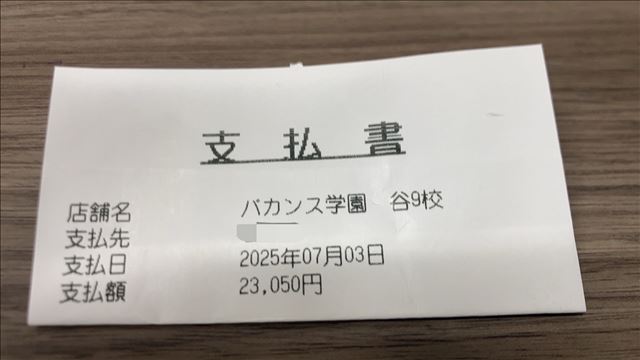 支払書
店舗名 バカンス学園 谷9校
支払先
支払日 2025年07月03日
支払額 23,050円